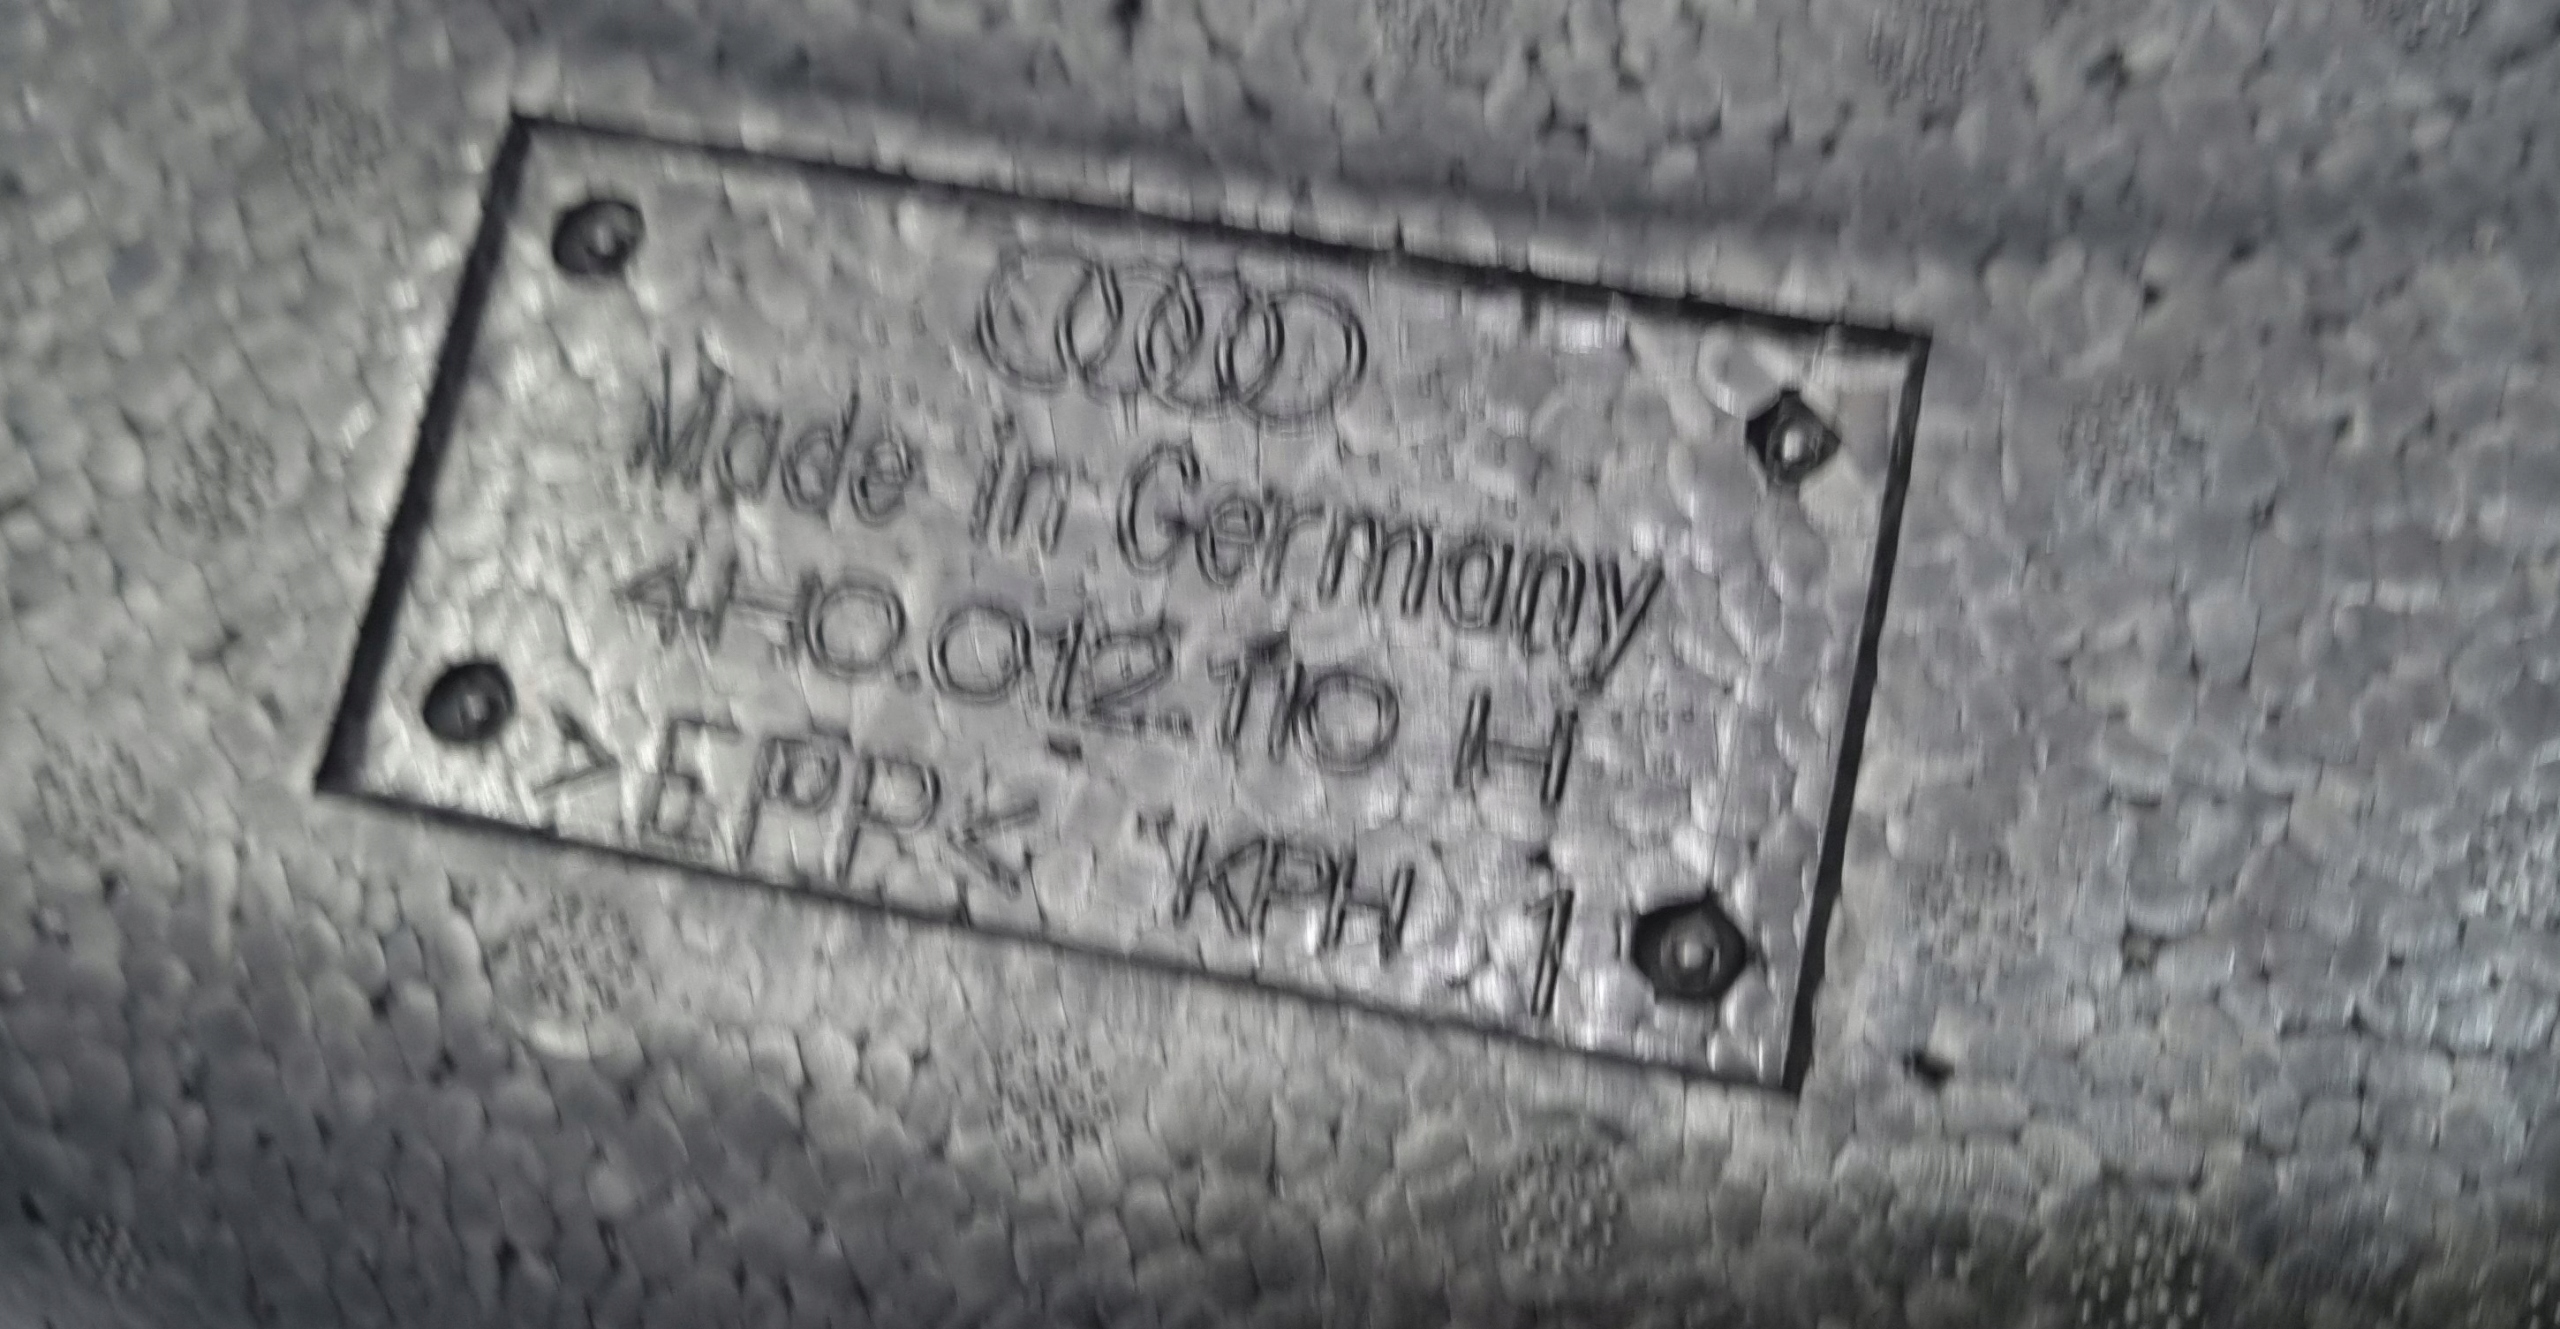 Made in Germany
4H0.012.110 H
>EPP< KPH 1